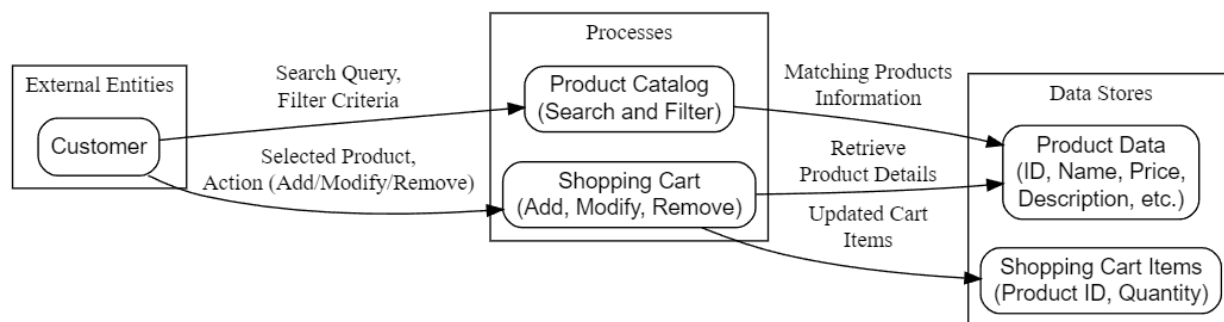 External Entities
Customer
Search Query,
Filter Criteria
Selected Product,
Action (Add/Modify/Remove)
Processes
Product Catalog
(Search and Filter)
Shopping Cart
(Add, Modify, Remove)
Matching Products
Information
Retrieve
Product Details
Updated Cart
Items
Data Stores
Product Data
(ID, Name, Price,
Description, etc.)
Shopping Cart Items
(Product ID, Quantity)